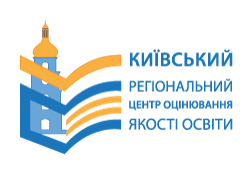 КИЇВСЬКИЙ
РЕГІОНАЛЬНИЙ
ЦЕНТР ОЦІНЮВАННЯ
ЯКОСТІ ОСВІТИ